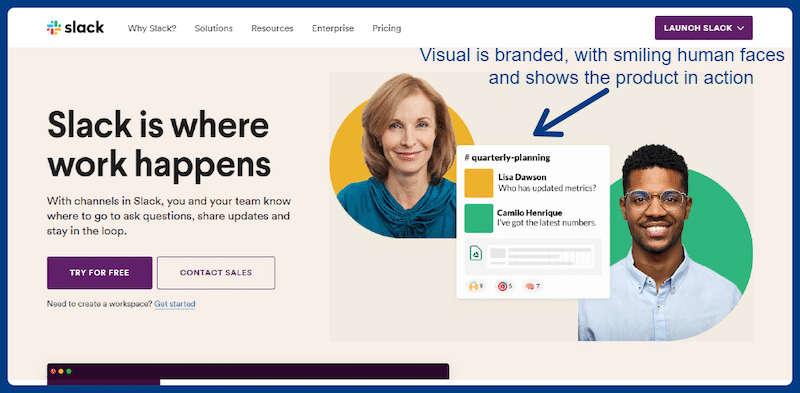 slack
Why Slack?
Solutions
Resources
Enterprise
Pricing
LAUNCH SLACK
Visual is branded, with smiling human faces
and shows the product in action
Slack is where
work happens
With channels in Slack, you and your team know
where to go to ask questions, share updates and
stay in the loop.
TRY FOR FREE
CONTACT SALES
Need to create a workspace? Get started
# quarterly-planning
Lisa Dawson
Who has updated metrics?
Camilo Henrique
I've got the latest numbers.
9
5
7